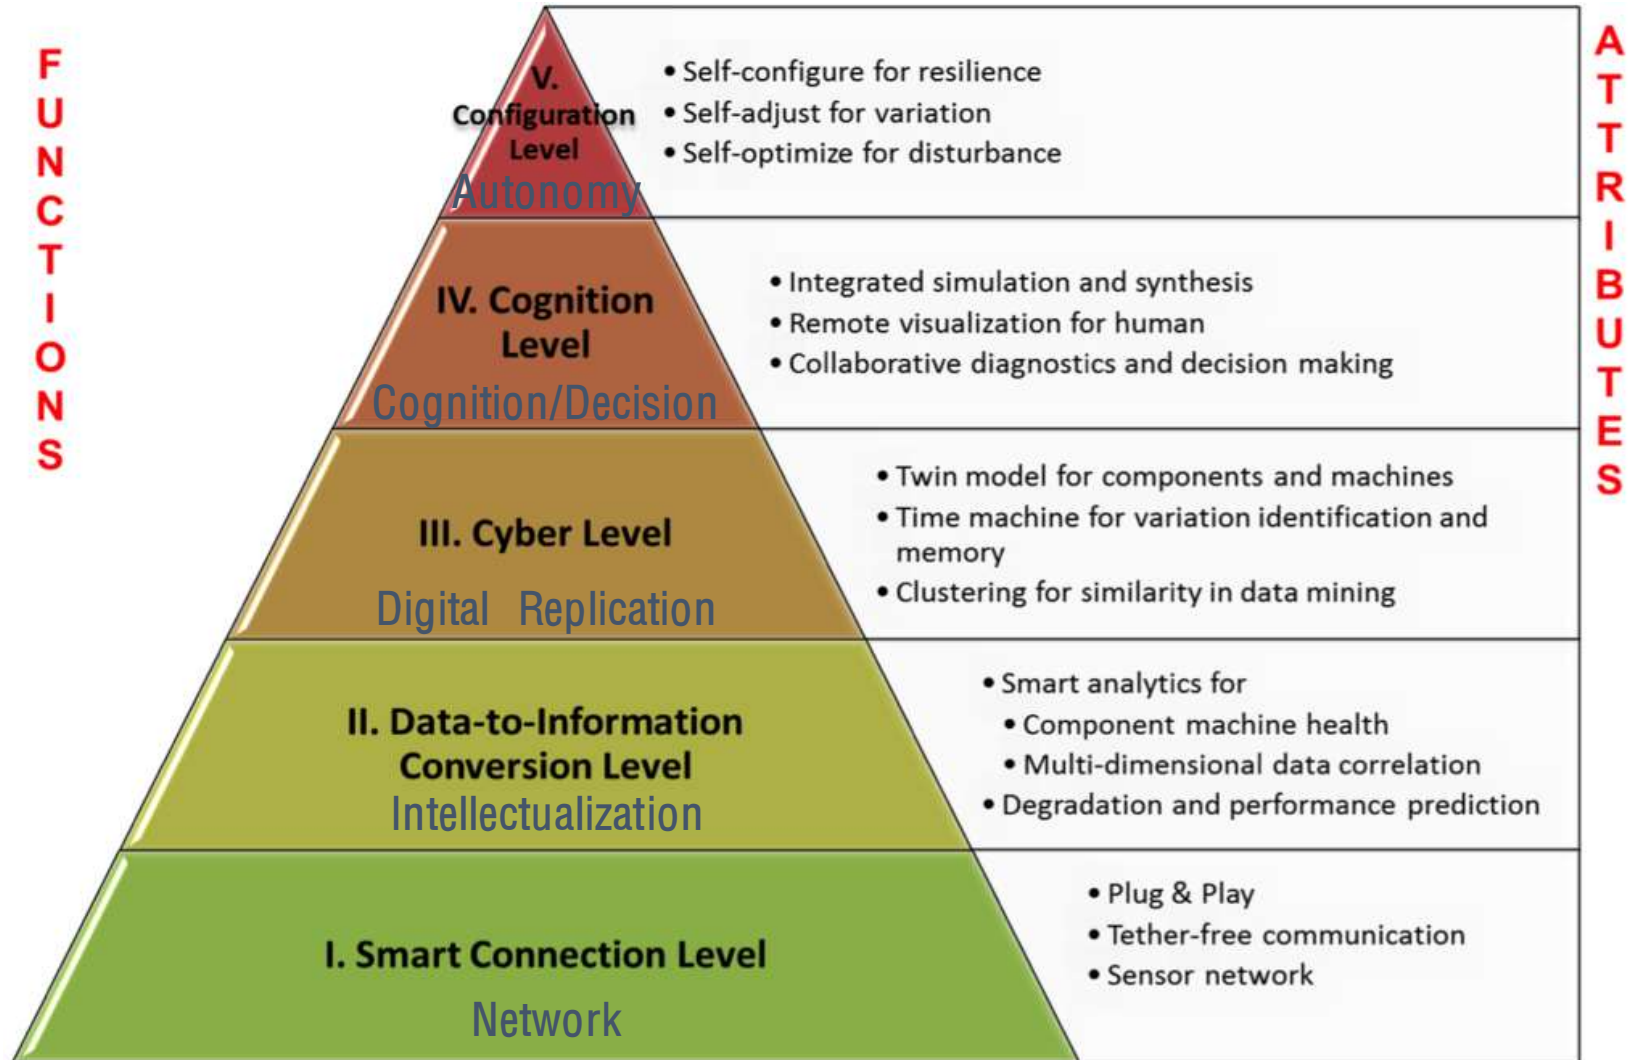 FUNCTIONS
ATTRIBUTES
V.
Configuration
Level
Autonomy
• Self-configure for resilience
• Self-adjust for variation
• Self-optimize for disturbance
IV. Cognition
Level
Cognition/Decision
• Integrated simulation and synthesis
• Remote visualization for human
• Collaborative diagnostics and decision making
III. Cyber Level
Digital Replication
• Twin model for components and machines
• Time machine for variation identification and
memory
• Clustering for similarity in data mining
II. Data-to-Information
Conversion Level
Intellectualization
• Smart analytics for
• Component machine health
• Multi-dimensional data correlation
• Degradation and performance prediction
I. Smart Connection Level
Network
• Plug & Play
• Tether-free communication
• Sensor network